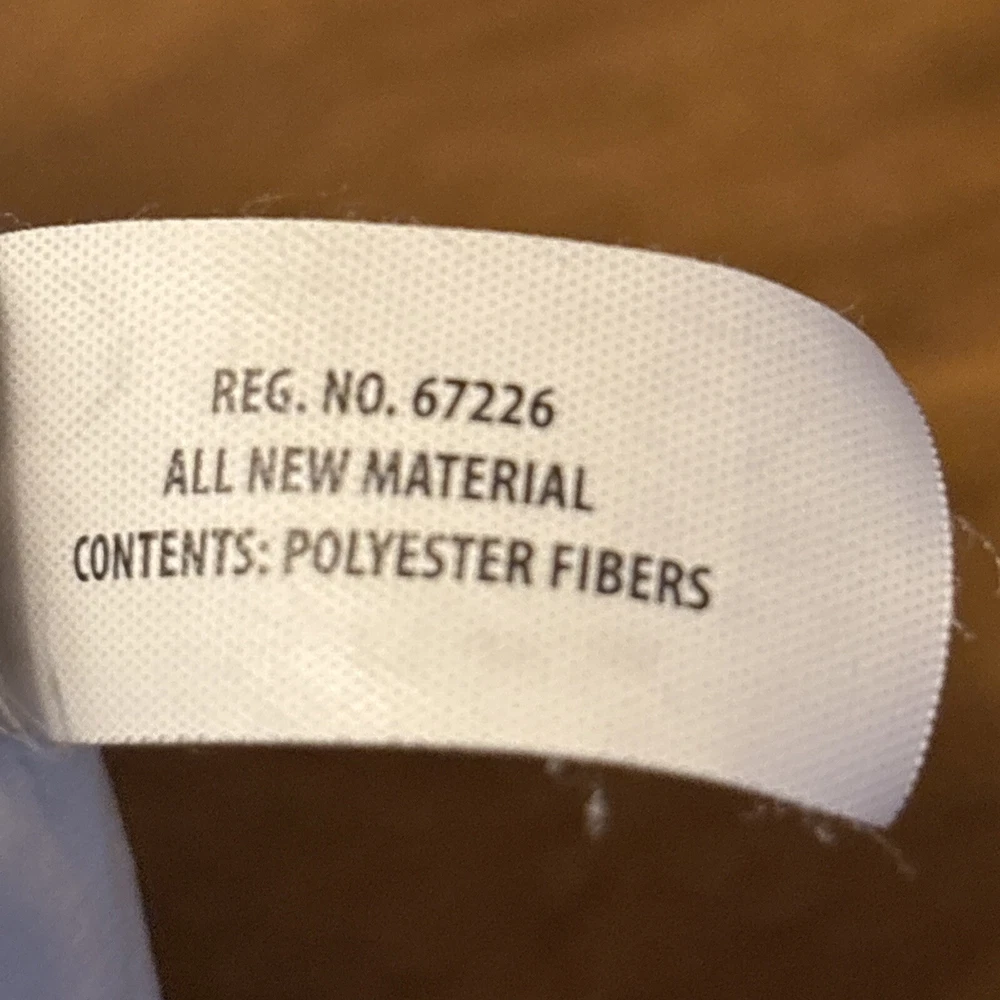 REG. NO. 67226
ALL NEW MATERIAL
CONTENTS: POLYESTER FIBERS